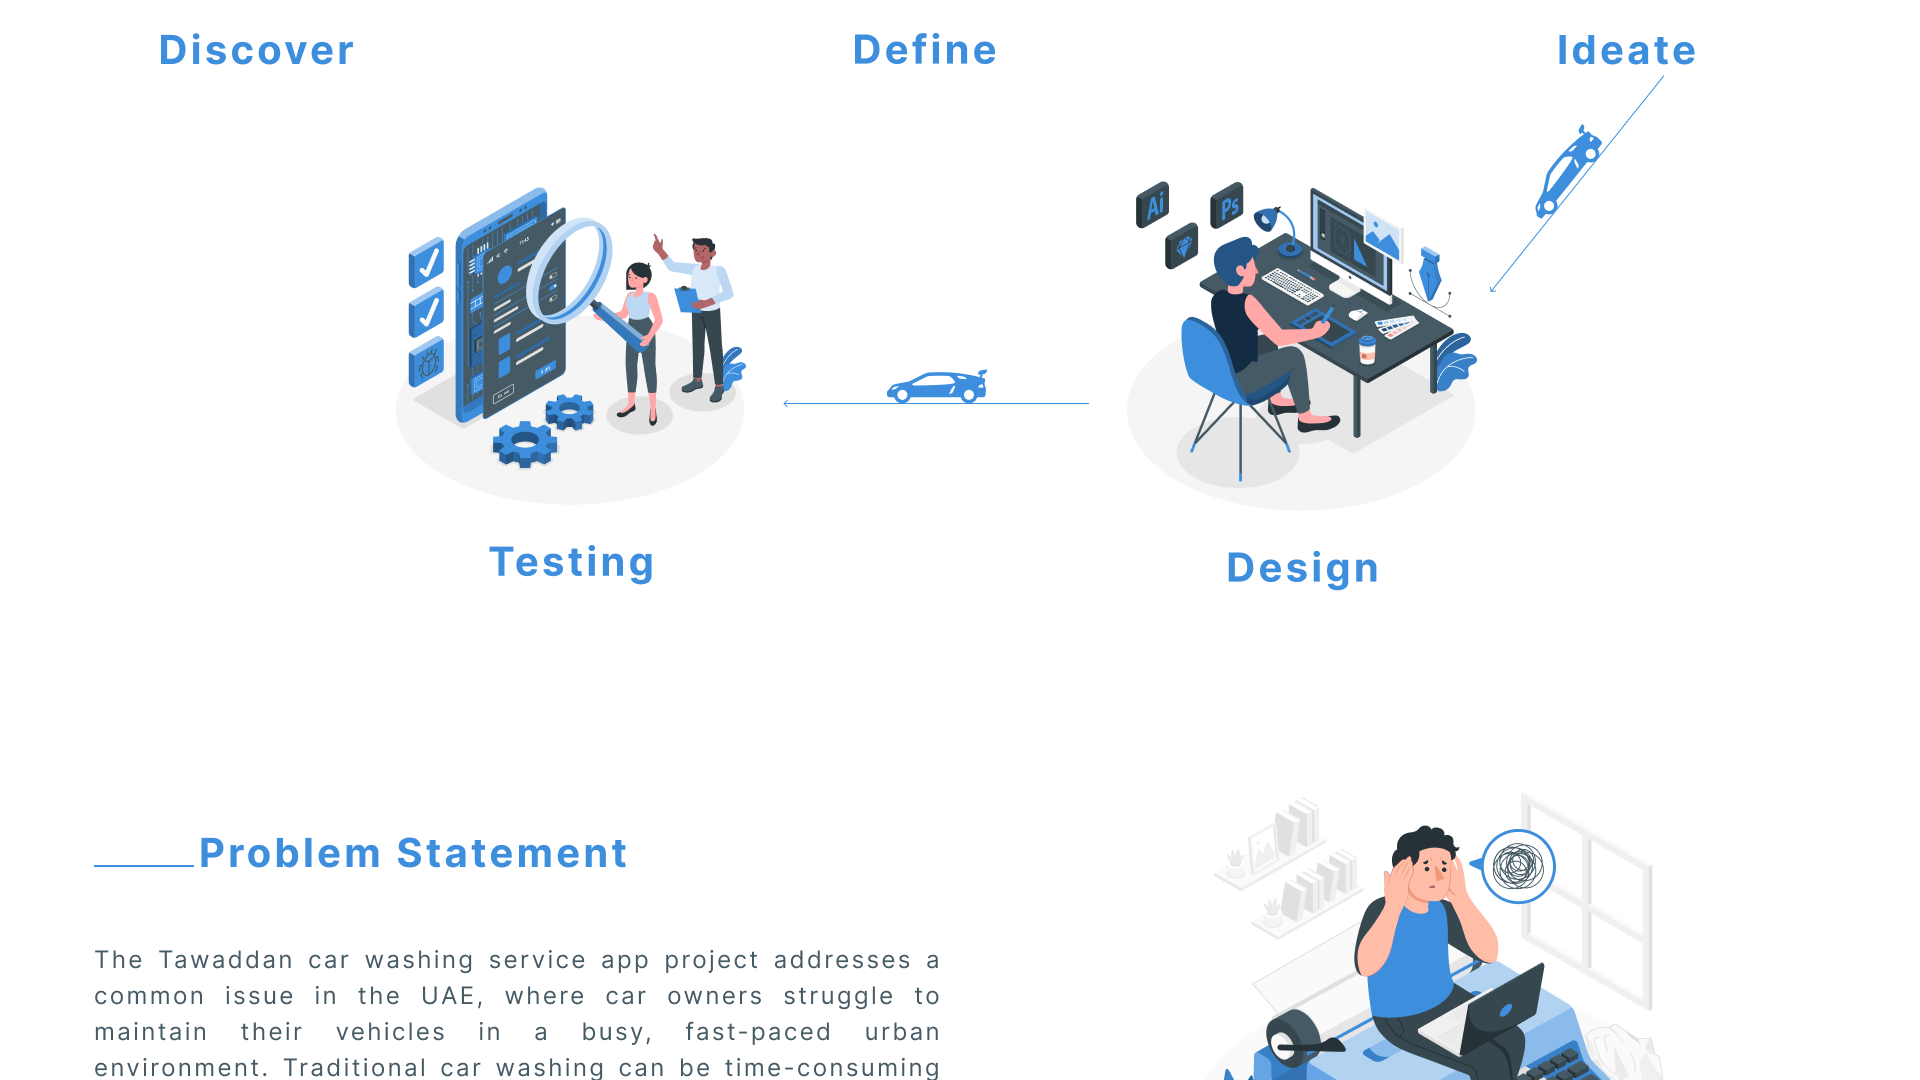 Discover
Define
Ideate
Ai
Ps
Testing
Design
Problem Statement
The Tawaddan car washing service app project addresses a
common issue in the UAE, where car owners struggle to
maintain their vehicles in a busy, fast-paced urban
environment. Traditional car washing can be time-consuming